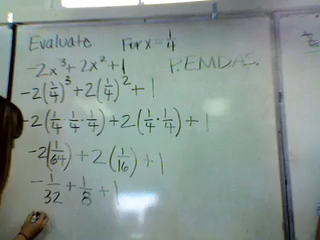 Evaluate For x = 1/4
-2x³ + 2x² + 1 P.EMDAS
-2(1/4)³ + 2(1/4)² + 1
-2(1/4 · 1/4 · 1/4) + 2(1/4 · 1/4) + 1
-2(1/64) + 2(1/16) + 1
-1/32 + 1/8 + 1